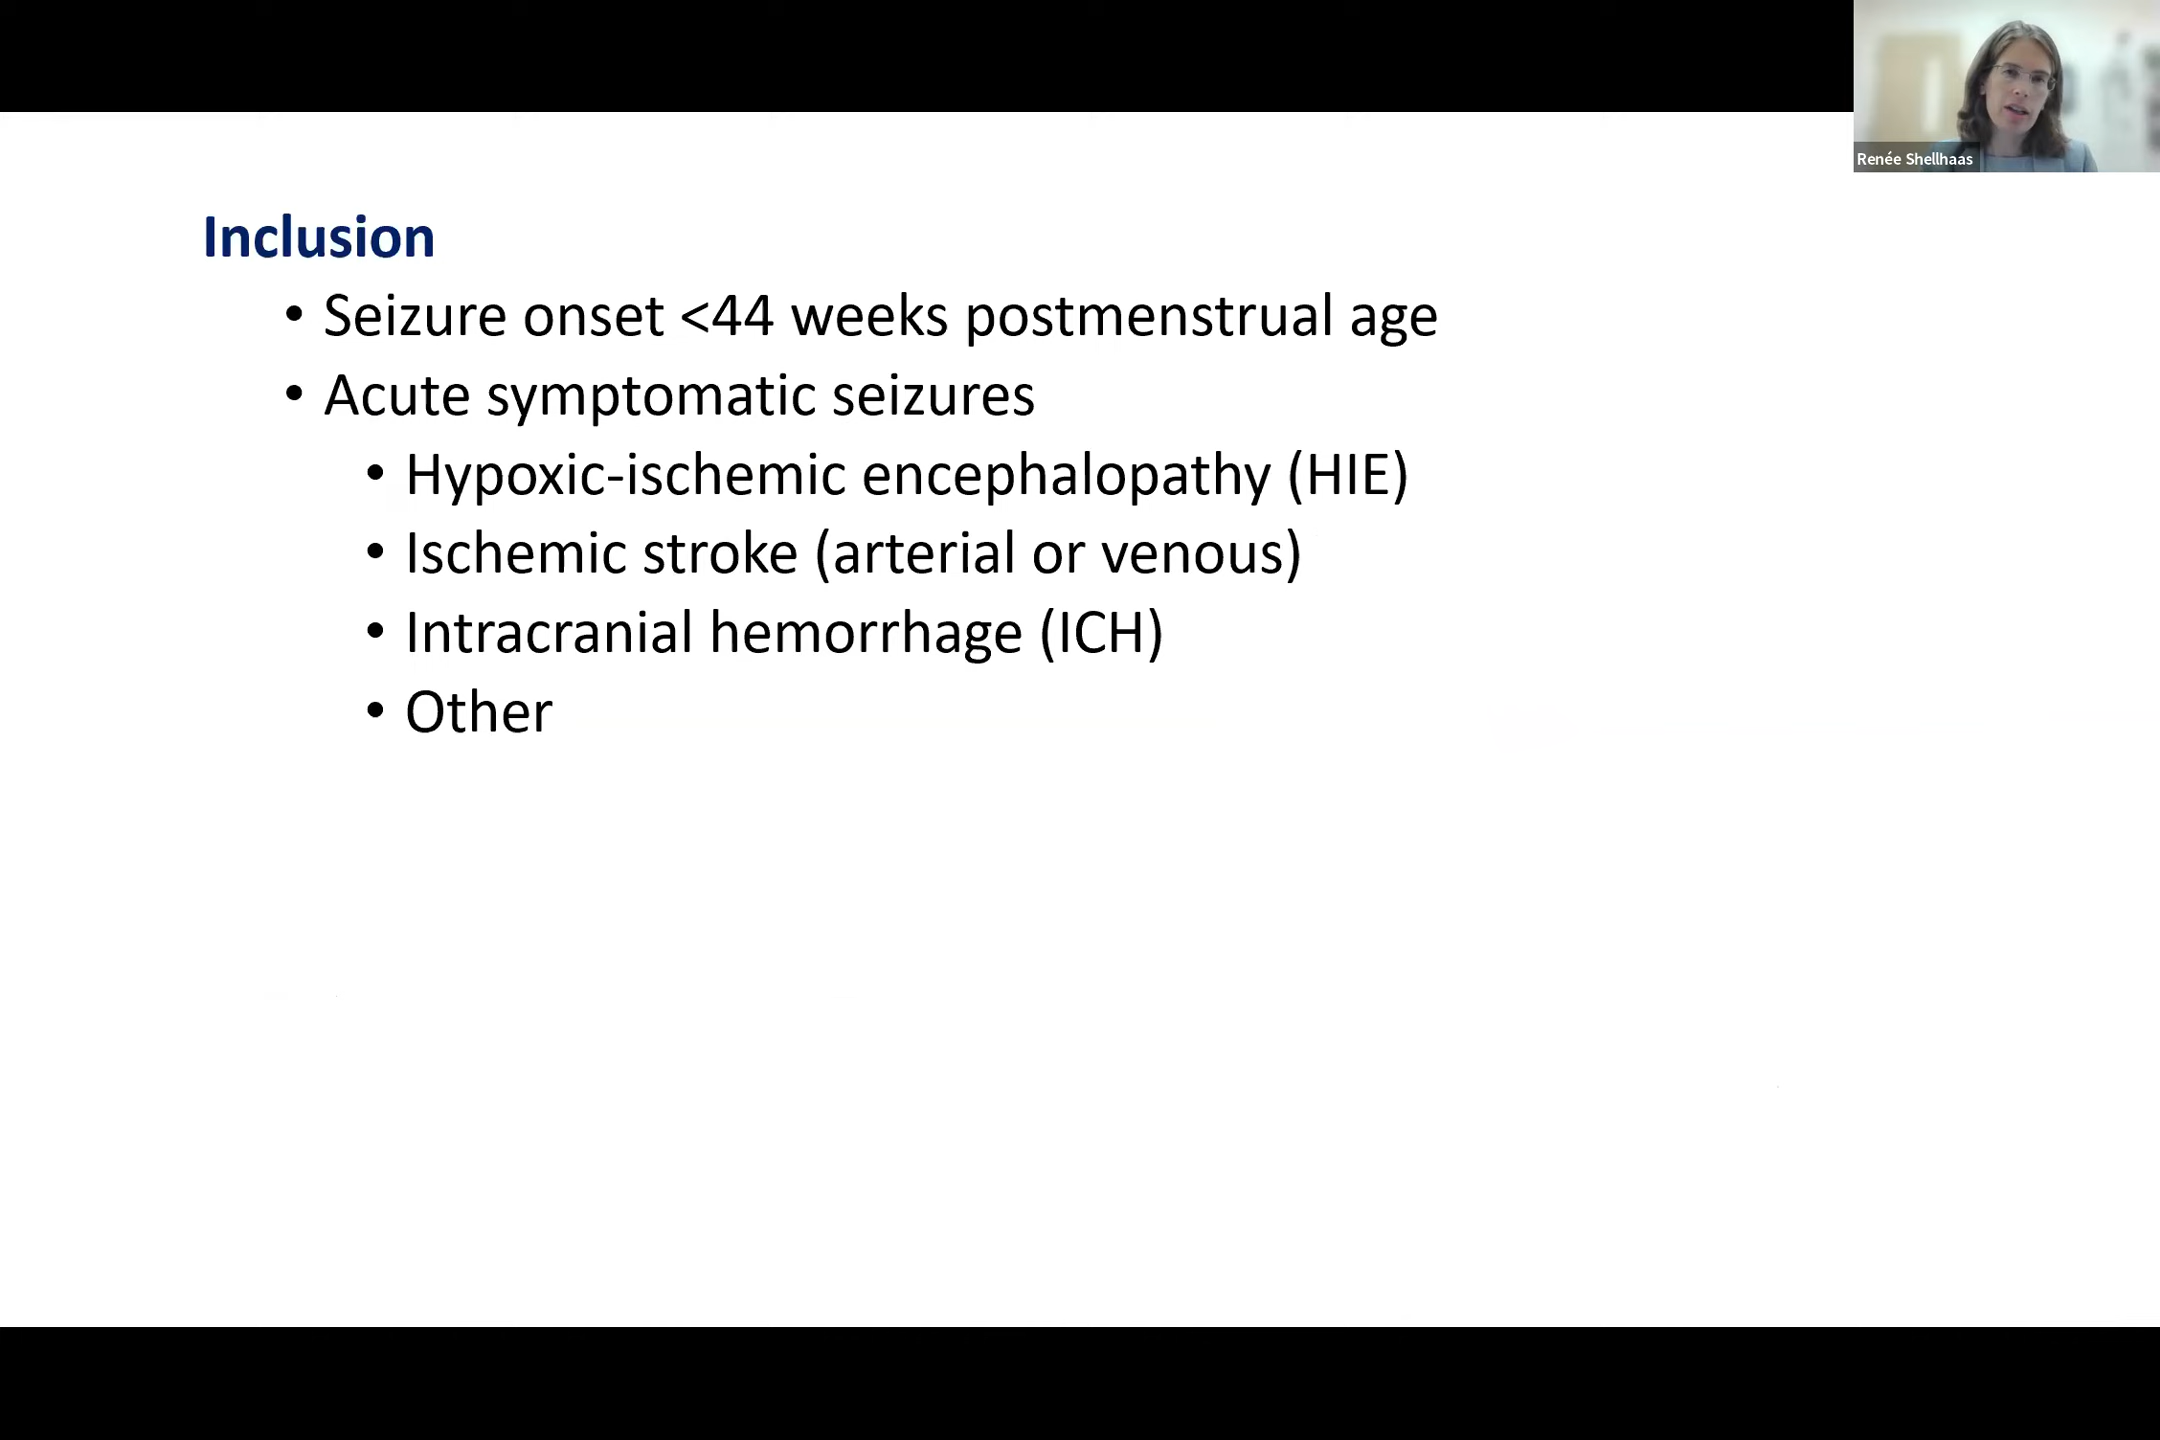 Renée Shellhaas
Inclusion
• Seizure onset <44 weeks postmenstrual age
• Acute symptomatic seizures
• Hypoxic-ischemic encephalopathy (HIE)
• Ischemic stroke (arterial or venous)
• Intracranial hemorrhage (ICH)
• Other